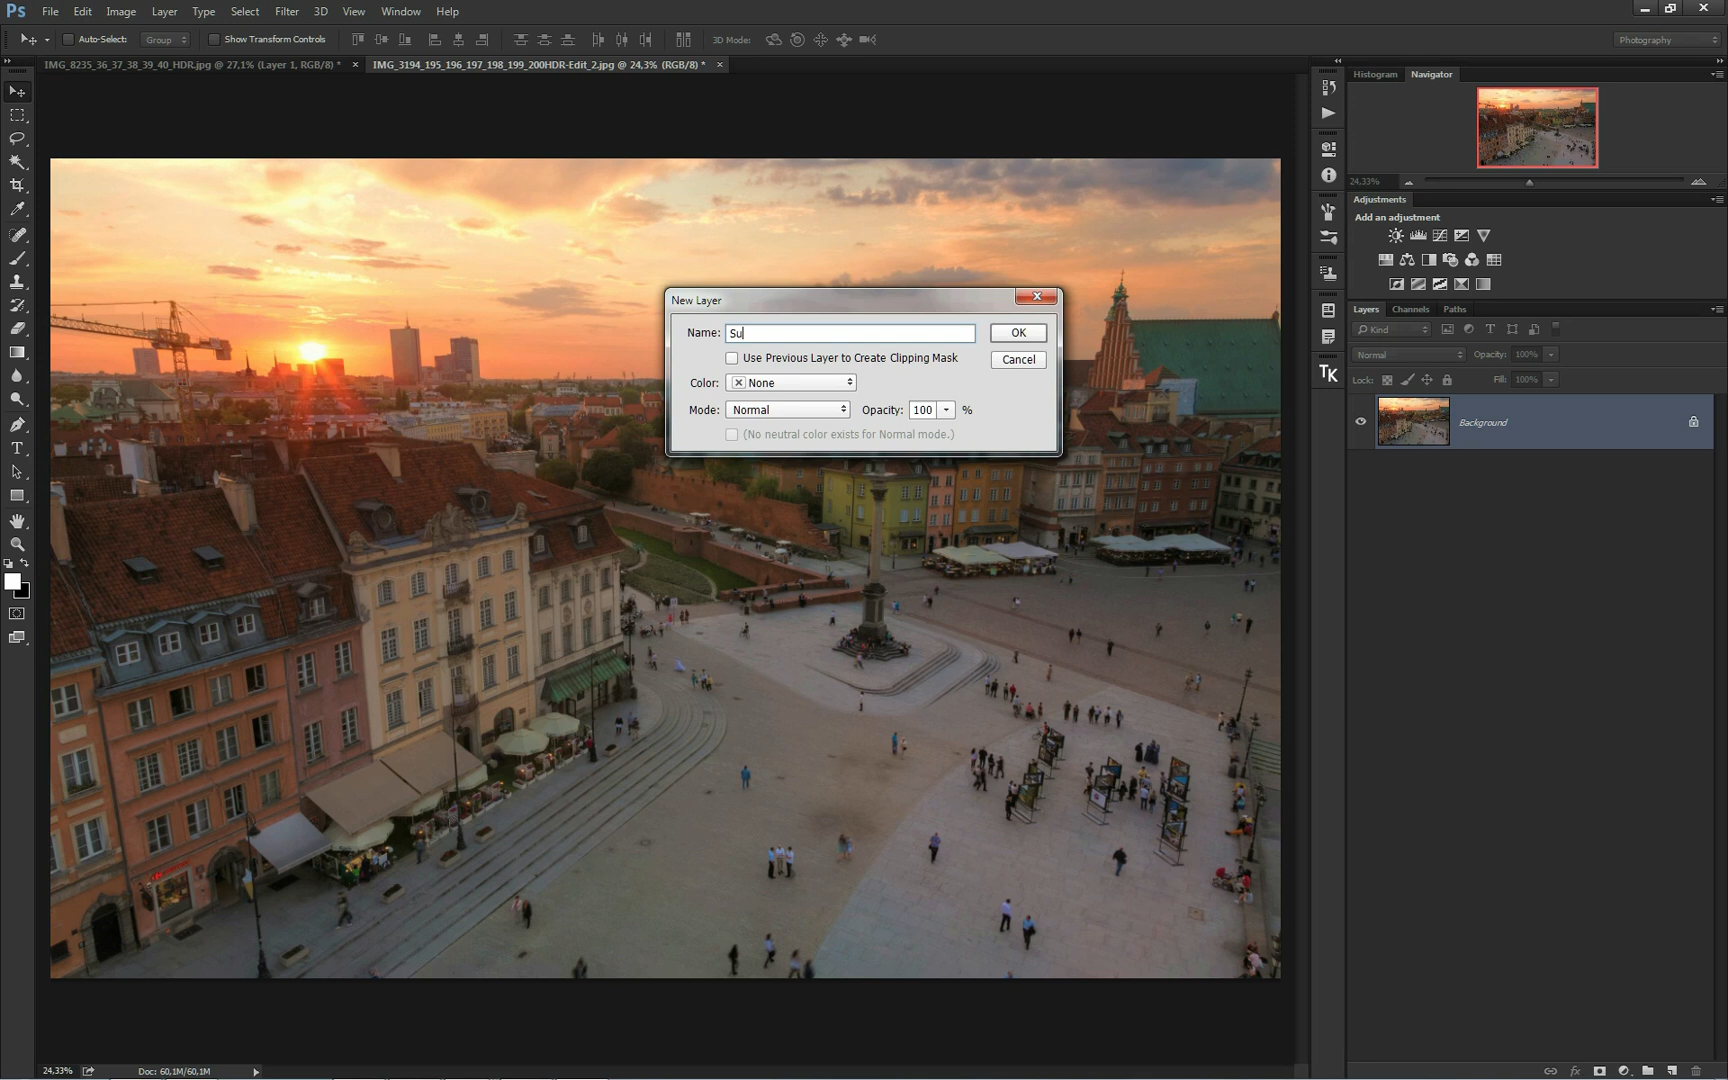 Ps File Edit Image Layer Type Select Filter 3D View Window Help
Auto-Select: Group Show Transform Controls 3D Mode: Photography
IMG_8235_36_37_38_39_40_HDR.jpg @ 27,1% (Layer 1, RGB/8) * × IMG_3194_195_196_197_198_199_200HDR-Edit_2.jpg @ 24,3% (RGB/8) * ×
Histogram Navigator
24,33%
Adjustments
Add an adjustment
New Layer
Name: Su OK
Use Previous Layer to Create Clipping Mask Cancel
Color: None
Mode: Normal Opacity: 100 %
(No neutral color exists for Normal mode.)
Layers Channels Paths
Kind
Normal Opacity: 100%
Lock: Fill: 100%
TK
Background
24,33% Doc: 60,1M/60,1M